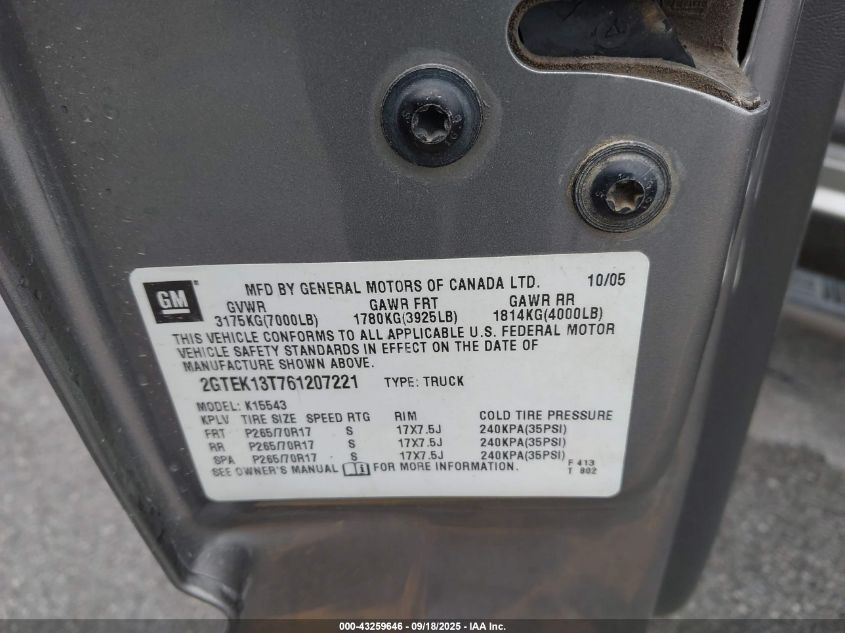 GM
MFD BY GENERAL MOTORS OF CANADA LTD. 10/05
GVWR GAWR FRT GAWR RR
3175KG(7000LB) 1780KG(3925LB) 1814KG(4000LB)
THIS VEHICLE CONFORMS TO ALL APPLICABLE U.S. FEDERAL MOTOR
VEHICLE SAFETY STANDARDS IN EFFECT ON THE DATE OF
MANUFACTURE SHOWN ABOVE.
2GTEK13T761207221 TYPE: TRUCK
MODEL: K15543
KPLV TIRE SIZE SPEED RTG RIM COLD TIRE PRESSURE
FRT P265/70R17 S 17X7.5J 240KPA(35PSI)
RR P265/70R17 S 17X7.5J 240KPA(35PSI)
SPA P265/70R17 S 17X7.5J 240KPA(35PSI)
SEE OWNER'S MANUAL FOR MORE INFORMATION.
F 413
T 802
000-43259646 - 09/18/2025 - IAA Inc.